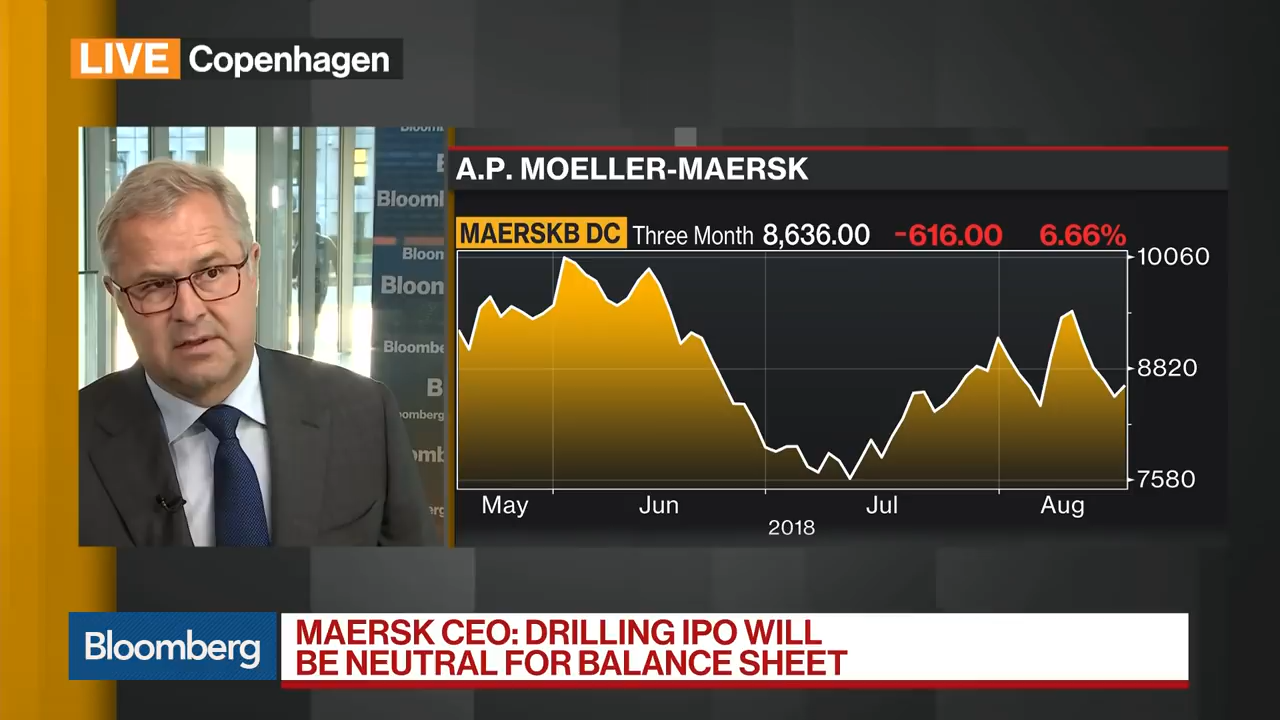 LIVE Copenhagen
A.P. MOELLER-MAERSK
MAERSKB DC Three Month 8,636.00 -616.00 6.66%
10060
8820
7580
May Jun Jul Aug
2018
Bloomberg
MAERSK CEO: DRILLING IPO WILL
BE NEUTRAL FOR BALANCE SHEET